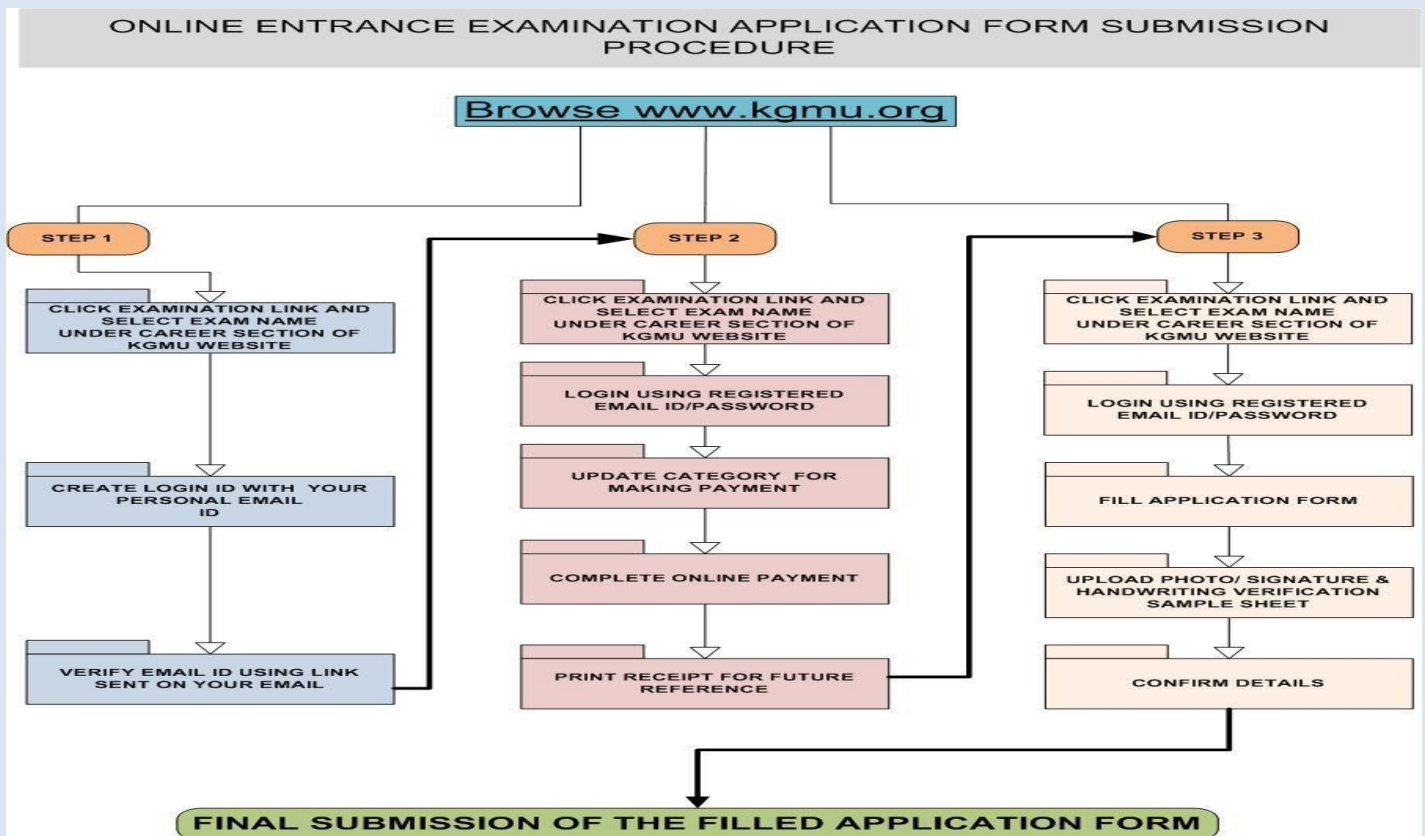 ONLINE ENTRANCE EXAMINATION APPLICATION FORM SUBMISSION
PROCEDURE
Browse www.kgmu.org
STEP 1
CLICK EXAMINATION LINK AND
SELECT EXAM NAME
UNDER CAREER SECTION OF
KGMU WEBSITE
CREATE LOGIN ID WITH YOUR
PERSONAL EMAIL
ID
VERIFY EMAIL ID USING LINK
SENT ON YOUR EMAIL
STEP 2
CLICK EXAMINATION LINK AND
SELECT EXAM NAME
UNDER CAREER SECTION OF
KGMU WEBSITE
LOGIN USING REGISTERED
EMAIL ID/PASSWORD
UPDATE CATEGORY FOR
MAKING PAYMENT
COMPLETE ONLINE PAYMENT
PRINT RECEIPT FOR FUTURE
REFERENCE
STEP 3
CLICK EXAMINATION LINK AND
SELECT EXAM NAME
UNDER CAREER SECTION OF
KGMU WEBSITE
LOGIN USING REGISTERED
EMAIL ID/PASSWORD
FILL APPLICATION FORM
UPLOAD PHOTO/ SIGNATURE &
HANDWRITING VERIFICATION
SAMPLE SHEET
CONFIRM DETAILS
FINAL SUBMISSION OF THE FILLED APPLICATION FORM